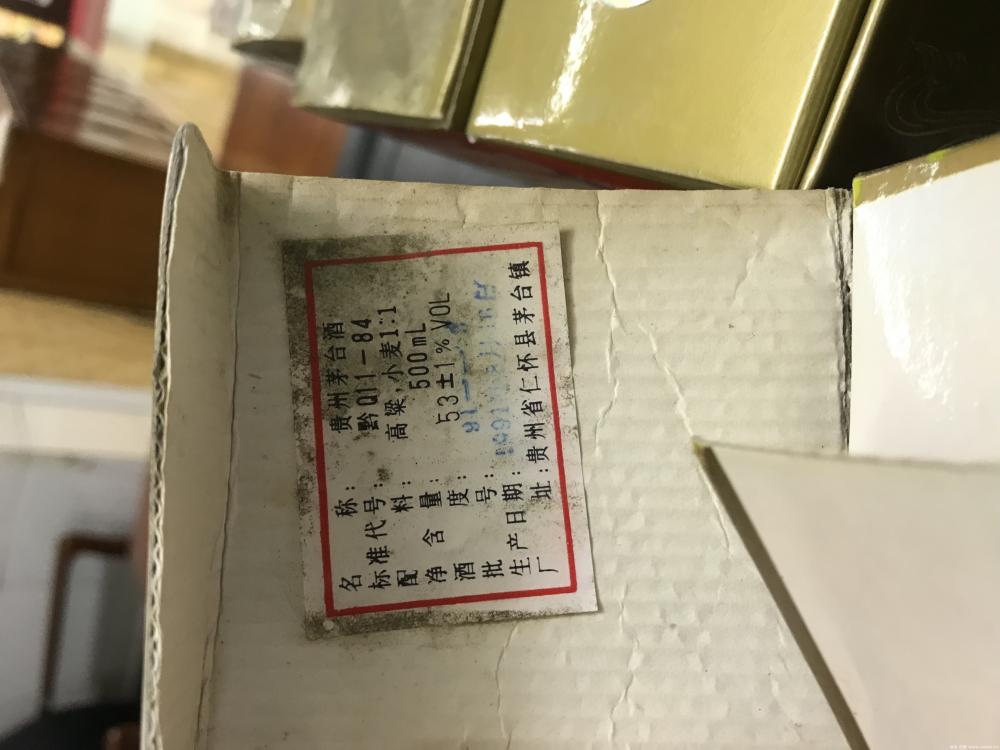 名称：贵州茅台酒
标准代号：黔Q11-84
配料：高粱、小麦1:1
净含量：500mL
酒度：53±1%VOL
批号：
生产日期：
厂址：贵州省仁怀县茅台镇